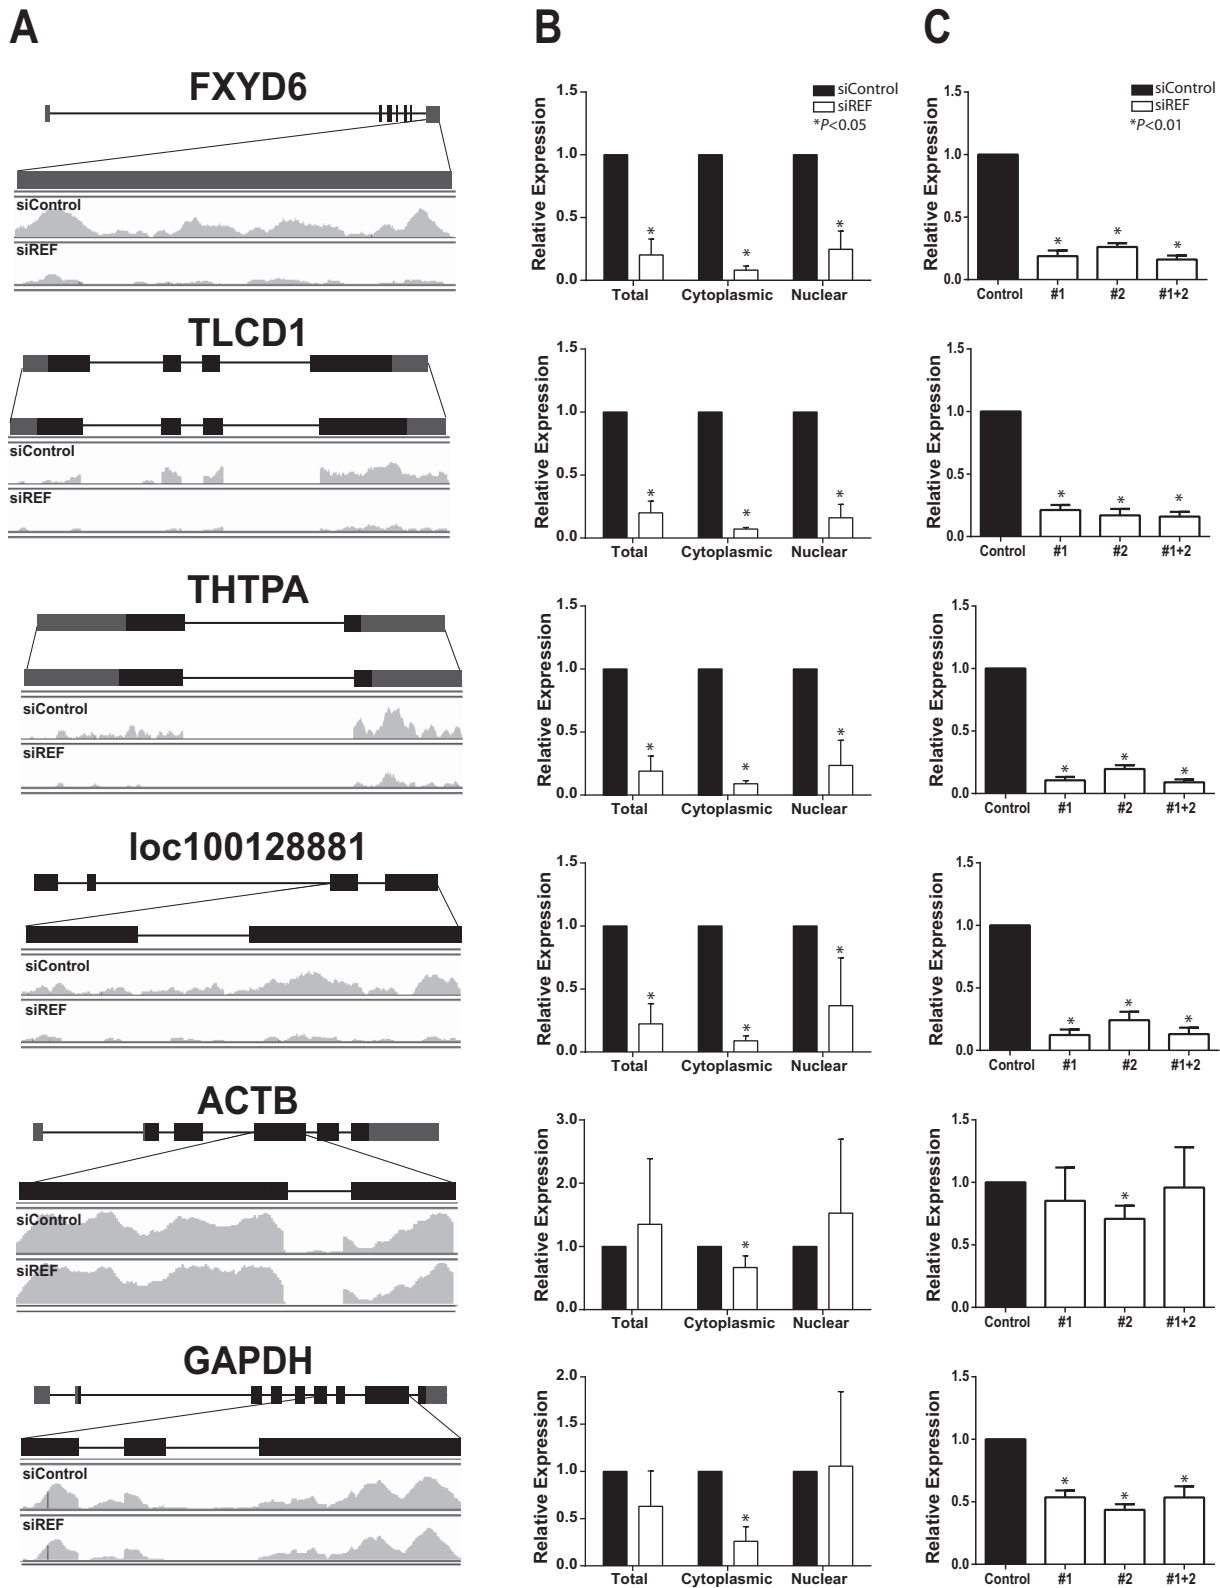 A
B
C
FXYD6
siControl
siREF
Relative Expression
1.5
1.0
0.5
0.0
siControl
siREF
*P<0.05
*
*
*
Total
Cytoplasmic
Nuclear
Relative Expression
1.5
1.0
0.5
0.0
siControl
siREF
*P<0.01
*
*
*
Control
#1
#2
#1+2
TLCD1
siControl
siREF
Relative Expression
1.5
1.0
0.5
0.0
*
*
*
Total
Cytoplasmic
Nuclear
Relative Expression
1.5
1.0
0.5
0.0
*
*
*
Control
#1
#2
#1+2
THTPA
siControl
siREF
Relative Expression
1.5
1.0
0.5
0.0
*
*
*
Total
Cytoplasmic
Nuclear
Relative Expression
1.5
1.0
0.5
0.0
*
*
*
Control
#1
#2
#1+2
loc100128881
siControl
siREF
Relative Expression
1.5
1.0
0.5
0.0
*
*
*
Total
Cytoplasmic
Nuclear
Relative Expression
1.5
1.0
0.5
0.0
*
*
*
Control
#1
#2
#1+2
ACTB
siControl
siREF
Relative Expression
3.0
2.0
1.0
0.0
*
Total
Cytoplasmic
Nuclear
Relative Expression
1.5
1.0
0.5
0.0
*
Control
#1
#2
#1+2
GAPDH
siControl
siREF
Relative Expression
2.0
1.5
1.0
0.5
0.0
*
Total
Cytoplasmic
Nuclear
Relative Expression
1.5
1.0
0.5
0.0
*
*
*
Control
#1
#2
#1+2